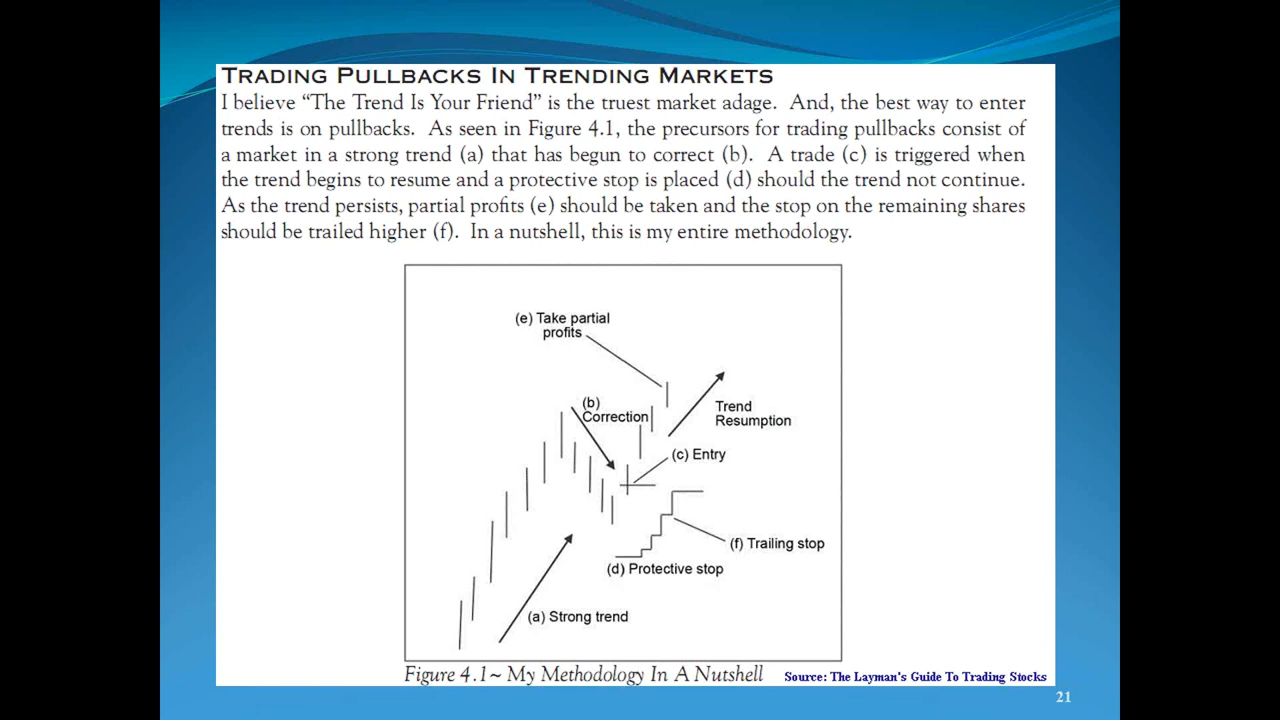 TRADING PULLBACKS IN TRENDING MARKETS
I believe “The Trend Is Your Friend” is the truest market adage. And, the best way to enter
trends is on pullbacks. As seen in Figure 4.1, the precursors for trading pullbacks consist of
a market in a strong trend (a) that has begun to correct (b). A trade (c) is triggered when
the trend begins to resume and a protective stop is placed (d) should the trend not continue.
As the trend persists, partial profits (e) should be taken and the stop on the remaining shares
should be trailed higher (f). In a nutshell, this is my entire methodology.
(e) Take partial
profits
(b)
Correction
Trend
Resumption
(c) Entry
(f) Trailing stop
(d) Protective stop
(a) Strong trend
Figure 4.1~ My Methodology In A Nutshell
Source: The Layman's Guide To Trading Stocks
21